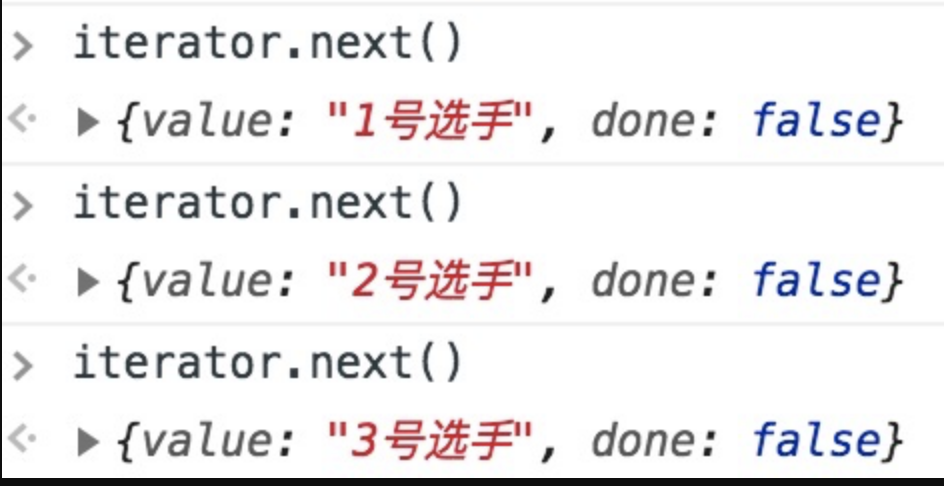 > iterator.next()
<· ▶{value: "1号选手", done: false}
> iterator.next()
<· ▶{value: "2号选手", done: false}
> iterator.next()
<· ▶{value: "3号选手", done: false}